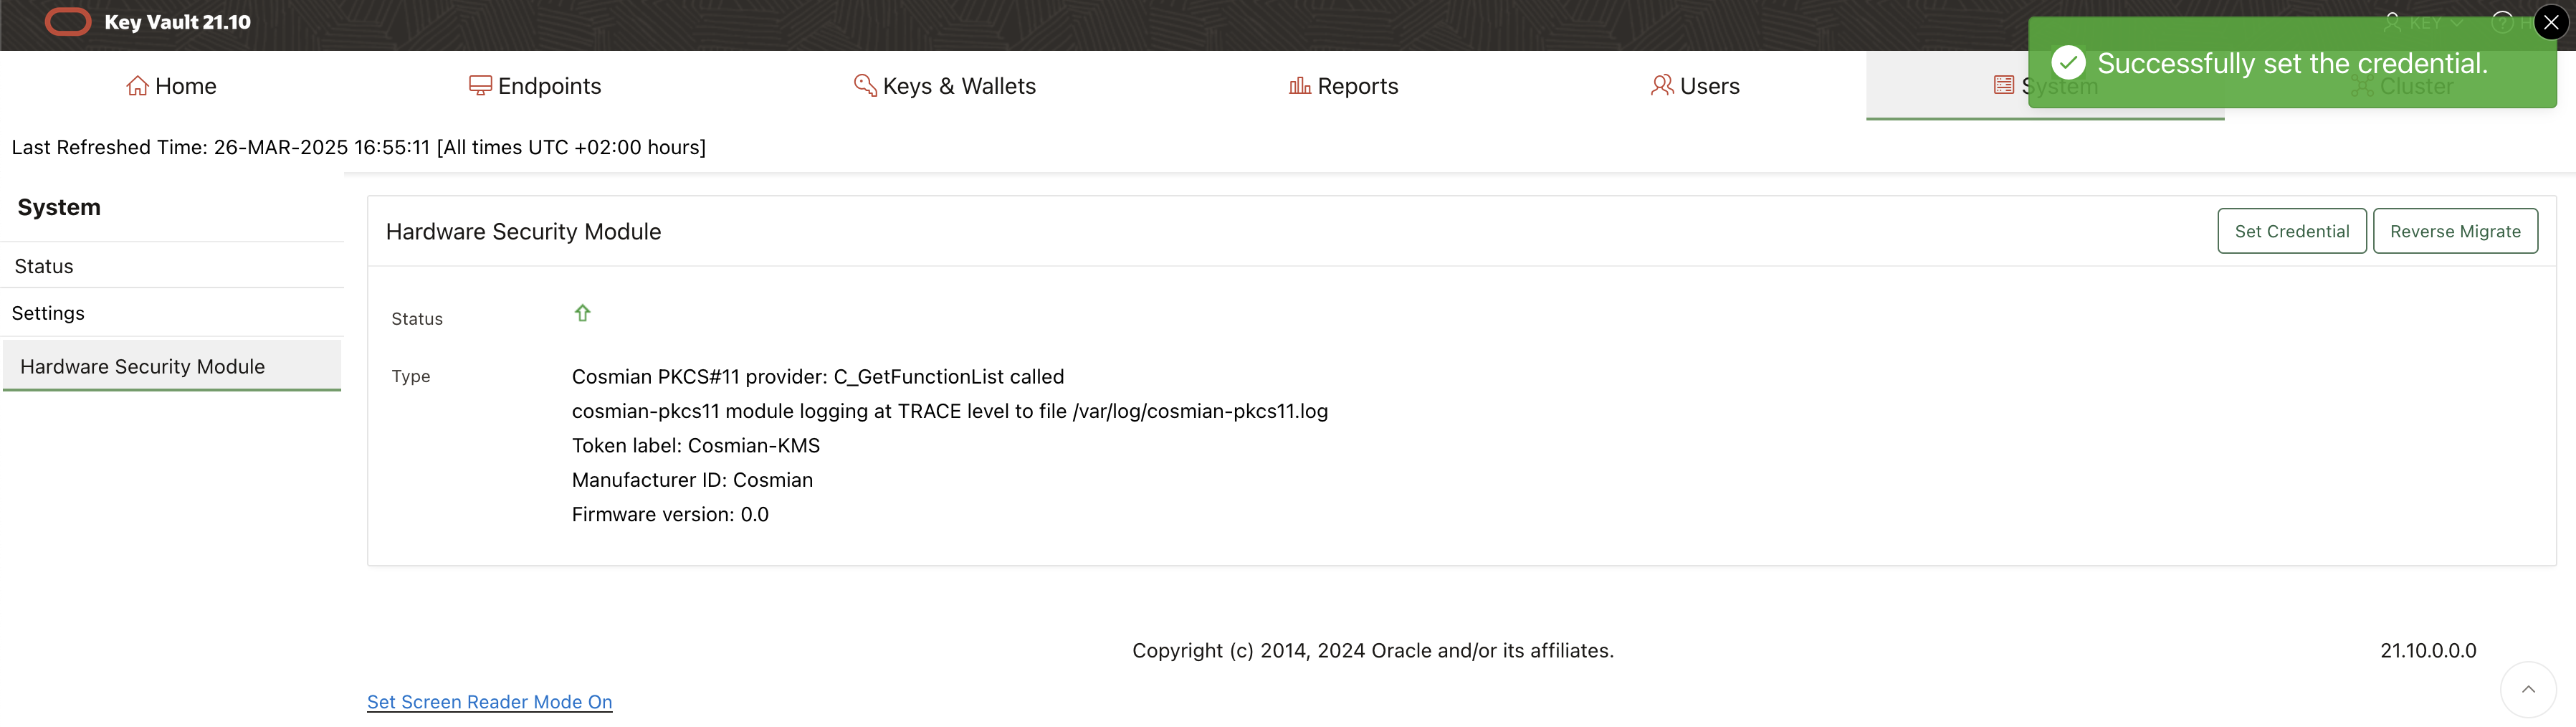 Key Vault 21.10
KEY
Successfully set the credential.
Home
Endpoints
Keys & Wallets
Reports
Users
System
Cluster
Last Refreshed Time: 26-MAR-2025 16:55:11 [All times UTC +02:00 hours]
System
Status
Settings
Hardware Security Module
Hardware Security Module
Set Credential
Reverse Migrate
Status
Type
Cosmian PKCS#11 provider: C_GetFunctionList called
cosmian-pkcs11 module logging at TRACE level to file /var/log/cosmian-pkcs11.log
Token label: Cosmian-KMS
Manufacturer ID: Cosmian
Firmware version: 0.0
Copyright (c) 2014, 2024 Oracle and/or its affiliates.
21.10.0.0.0
Set Screen Reader Mode On